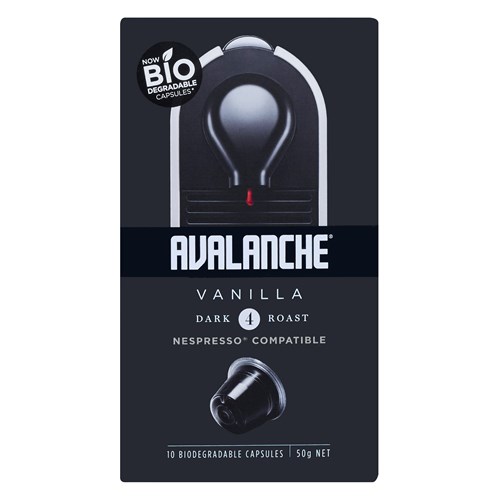 NOW
BIO
DEGRADABLE
CAPSULES*
AVALANCHE®
VANILLA
DARK 4 ROAST
NESPRESSO® COMPATIBLE
10 BIODEGRADABLE CAPSULES | 50g NET